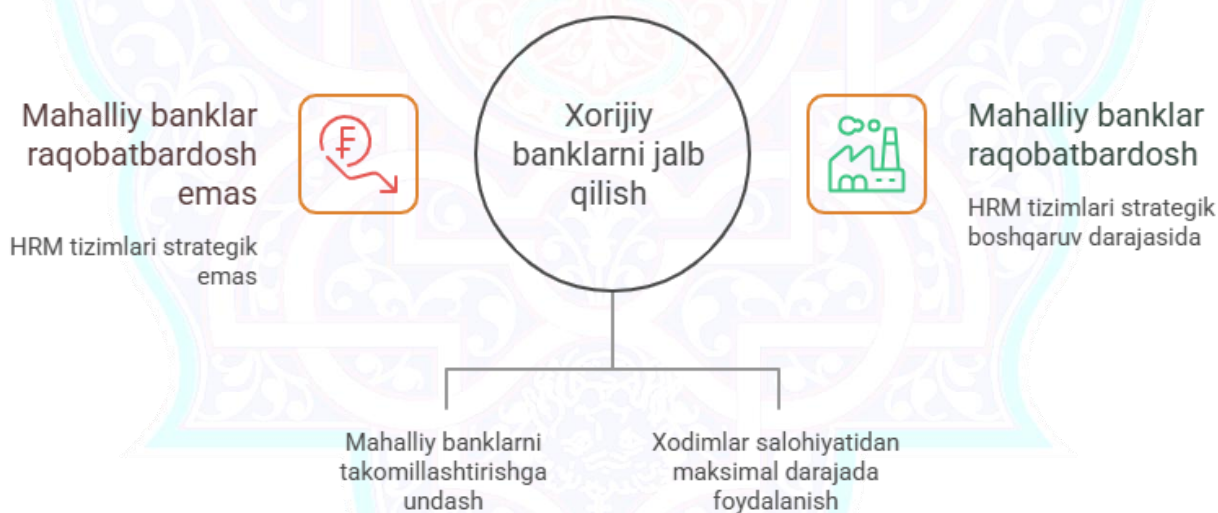 Mahalliy banklar
raqobatbardosh
emas
HRM tizimlari strategik
emas
Xorijiy
banklarni jalb
qilish
Mahalliy banklar
raqobatbardosh
HRM tizimlari strategik
boshqaruv darajasida
Mahalliy banklarni
takomillashtirishga
undash
Xodimlar salohiyatidan
maksimal darajada
foydalanish